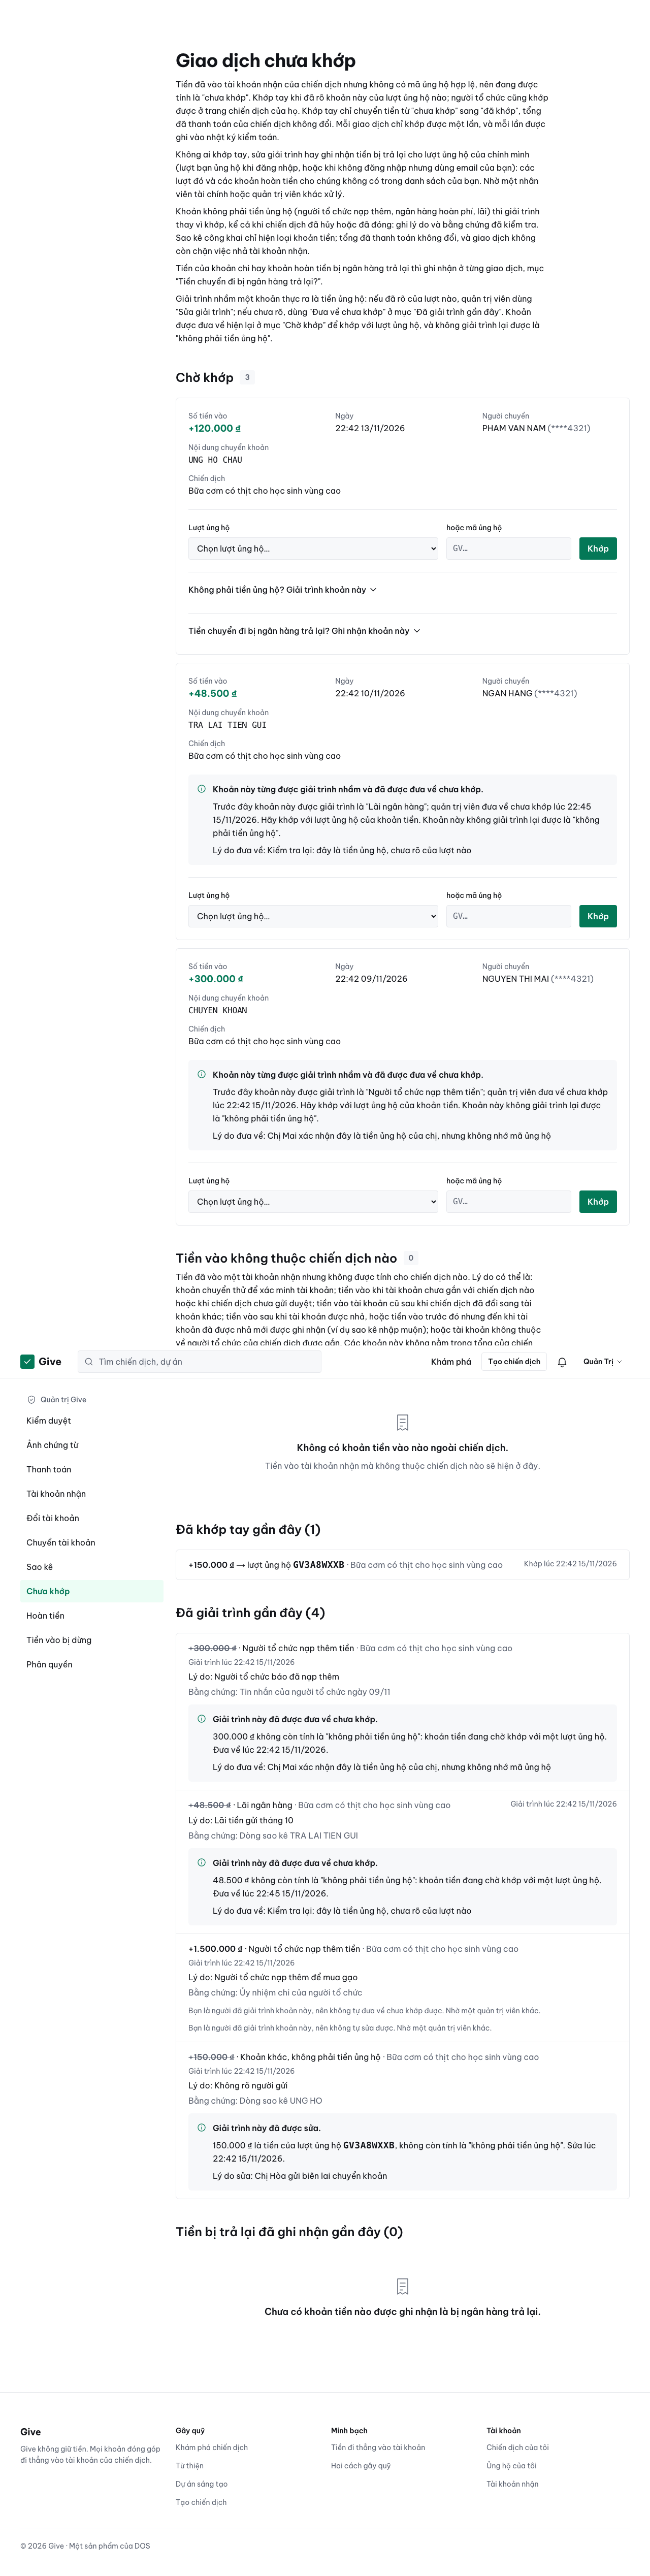 Giao dịch chưa khớp
Tiền đã vào tài khoản nhận của chiến dịch nhưng không có mã ủng hộ hợp lệ, nên đang được
tính là "chưa khớp". Khớp tay khi đã rõ khoản này của lượt ủng hộ nào; người tổ chức cũng khớp
được ở trang chiến dịch của họ. Khớp tay chỉ chuyển tiền từ "chưa khớp" sang "đã khớp", tổng
đã thanh toán của chiến dịch không đổi. Mỗi giao dịch chỉ khớp được một lần, và mỗi lần được
ghi vào nhật ký kiểm toán.
Không ai khớp tay, sửa giải trình hay ghi nhận tiền bị trả lại cho lượt ủng hộ của chính mình
(lượt bạn ủng hộ khi đăng nhập, hoặc khi không đăng nhập nhưng dùng email của bạn): các
lượt đó và các khoản hoàn tiền cho chúng không có trong danh sách của bạn. Nhờ một nhân
viên tài chính hoặc quản trị viên khác xử lý.
Khoản không phải tiền ủng hộ (người tổ chức nạp thêm, ngân hàng hoàn phí, lãi) thì giải trình
thay vì khớp, kể cả khi chiến dịch đã hủy hoặc đã đóng: ghi lý do và bằng chứng đã kiểm tra.
Sao kê công khai chỉ hiện loại khoản tiền; tổng đã thanh toán không đổi, và giao dịch không
còn chặn việc nhả tài khoản nhận.
Tiền của khoản chi hay khoản hoàn tiền bị ngân hàng trả lại thì ghi nhận ở từng giao dịch, mục
"Tiền chuyển đi bị ngân hàng trả lại?".
Giải trình nhầm một khoản thực ra là tiền ủng hộ: nếu đã rõ của lượt nào, quản trị viên dùng
"Sửa giải trình"; nếu chưa rõ, dùng "Đưa về chưa khớp" ở mục "Đã giải trình gần đây". Khoản
được đưa về hiện lại ở mục "Chờ khớp" để khớp với lượt ủng hộ, và không giải trình lại được là
"không phải tiền ủng hộ".
Chờ khớp 3
Số tiền vào Ngày Người chuyển
+120.000 ₫ 22:42 13/11/2026 PHAM VAN NAM (****4321)
Nội dung chuyển khoản
UNG HO CHAU
Chiến dịch
Bữa cơm có thịt cho học sinh vùng cao
Lượt ủng hộ hoặc mã ủng hộ
Chọn lượt ủng hộ... GV… Khớp
Không phải tiền ủng hộ? Giải trình khoản này
Tiền chuyển đi bị ngân hàng trả lại? Ghi nhận khoản này
Số tiền vào Ngày Người chuyển
+48.500 ₫ 22:42 10/11/2026 NGAN HANG (****4321)
Nội dung chuyển khoản
TRA LAI TIEN GUI
Chiến dịch
Bữa cơm có thịt cho học sinh vùng cao
Khoản này từng được giải trình nhầm và đã được đưa về chưa khớp.
Trước đây khoản này được giải trình là "Lãi ngân hàng"; quản trị viên đưa về chưa khớp lúc 22:45
15/11/2026. Hãy khớp với lượt ủng hộ của khoản tiền. Khoản này không giải trình lại được là "không
phải tiền ủng hộ".
Lý do đưa về: Kiểm tra lại: đây là tiền ủng hộ, chưa rõ của lượt nào
Lượt ủng hộ hoặc mã ủng hộ
Chọn lượt ủng hộ... GV… Khớp
Số tiền vào Ngày Người chuyển
+300.000 ₫ 22:42 09/11/2026 NGUYEN THI MAI (****4321)
Nội dung chuyển khoản
CHUYEN KHOAN
Chiến dịch
Bữa cơm có thịt cho học sinh vùng cao
Khoản này từng được giải trình nhầm và đã được đưa về chưa khớp.
Trước đây khoản này được giải trình là "Người tổ chức nạp thêm tiền"; quản trị viên đưa về chưa khớp
lúc 22:42 15/11/2026. Hãy khớp với lượt ủng hộ của khoản tiền. Khoản này không giải trình lại được
là "không phải tiền ủng hộ".
Lý do đưa về: Chị Mai xác nhận đây là tiền ủng hộ của chị, nhưng không nhớ mã ủng hộ
Lượt ủng hộ hoặc mã ủng hộ
Chọn lượt ủng hộ... GV… Khớp
Tiền vào không thuộc chiến dịch nào 0
Tiền đã vào một tài khoản nhận nhưng không được tính cho chiến dịch nào. Lý do có thể là:
khoản chuyển thử để xác minh tài khoản; tiền vào khi tài khoản chưa gắn với chiến dịch nào
hoặc khi chiến dịch chưa gửi duyệt; tiền vào tài khoản cũ sau khi chiến dịch đã đổi sang tài
khoản khác; tiền vào sau khi tài khoản được nhả, hoặc tiền vào trước đó nhưng đến khi tài
khoản đã được nhả mới được ghi nhận (ví dụ sao kê nhập muộn); hoặc tài khoản không thuộc
về người tổ chức của chiến dịch đang được gắn. Các khoản này không nằm trong tổng của chiến
Give Tìm chiến dịch, dự án Khám phá Tạo chiến dịch Quản Trị
Quản trị Give
Kiểm duyệt
Ảnh chứng từ
Thanh toán
Tài khoản nhận
Đổi tài khoản
Chuyển tài khoản
Sao kê
Chưa khớp
Hoàn tiền
Tiền vào bị dừng
Phân quyền
Không có khoản tiền vào nào ngoài chiến dịch.
Tiền vào tài khoản nhận mà không thuộc chiến dịch nào sẽ hiện ở đây.
Đã khớp tay gần đây (1)
+150.000 ₫ → lượt ủng hộ GV3A8WXXB · Bữa cơm có thịt cho học sinh vùng cao Khớp lúc 22:42 15/11/2026
Đã giải trình gần đây (4)
+300.000 ₫ · Người tổ chức nạp thêm tiền · Bữa cơm có thịt cho học sinh vùng cao
Giải trình lúc 22:42 15/11/2026
Lý do: Người tổ chức báo đã nạp thêm
Bằng chứng: Tin nhắn của người tổ chức ngày 09/11
Giải trình này đã được đưa về chưa khớp.
300.000 ₫ không còn tính là "không phải tiền ủng hộ": khoản tiền đang chờ khớp với một lượt ủng hộ.
Đưa về lúc 22:42 15/11/2026.
Lý do đưa về: Chị Mai xác nhận đây là tiền ủng hộ của chị, nhưng không nhớ mã ủng hộ
+48.500 ₫ · Lãi ngân hàng · Bữa cơm có thịt cho học sinh vùng cao Giải trình lúc 22:42 15/11/2026
Lý do: Lãi tiền gửi tháng 10
Bằng chứng: Dòng sao kê TRA LAI TIEN GUI
Giải trình này đã được đưa về chưa khớp.
48.500 ₫ không còn tính là "không phải tiền ủng hộ": khoản tiền đang chờ khớp với một lượt ủng hộ.
Đưa về lúc 22:45 15/11/2026.
Lý do đưa về: Kiểm tra lại: đây là tiền ủng hộ, chưa rõ của lượt nào
+1.500.000 ₫ · Người tổ chức nạp thêm tiền · Bữa cơm có thịt cho học sinh vùng cao
Giải trình lúc 22:42 15/11/2026
Lý do: Người tổ chức nạp thêm để mua gạo
Bằng chứng: Ủy nhiệm chi của người tổ chức
Bạn là người đã giải trình khoản này, nên không tự đưa về chưa khớp được. Nhờ một quản trị viên khác.
Bạn là người đã giải trình khoản này, nên không tự sửa được. Nhờ một quản trị viên khác.
+150.000 ₫ · Khoản khác, không phải tiền ủng hộ · Bữa cơm có thịt cho học sinh vùng cao
Giải trình lúc 22:42 15/11/2026
Lý do: Không rõ người gửi
Bằng chứng: Dòng sao kê UNG HO
Giải trình này đã được sửa.
150.000 ₫ là tiền của lượt ủng hộ GV3A8WXXB, không còn tính là "không phải tiền ủng hộ". Sửa lúc
22:42 15/11/2026.
Lý do sửa: Chị Hòa gửi biên lai chuyển khoản
Tiền bị trả lại đã ghi nhận gần đây (0)
Chưa có khoản tiền nào được ghi nhận là bị ngân hàng trả lại.
Give
Give không giữ tiền. Mọi khoản đóng góp
đi thẳng vào tài khoản của chiến dịch.
Gây quỹ
Khám phá chiến dịch
Từ thiện
Dự án sáng tạo
Tạo chiến dịch
Minh bạch
Tiền đi thẳng vào tài khoản
Hai cách gây quỹ
Tài khoản
Chiến dịch của tôi
Ủng hộ của tôi
Tài khoản nhận
© 2026 Give · Một sản phẩm của DOS